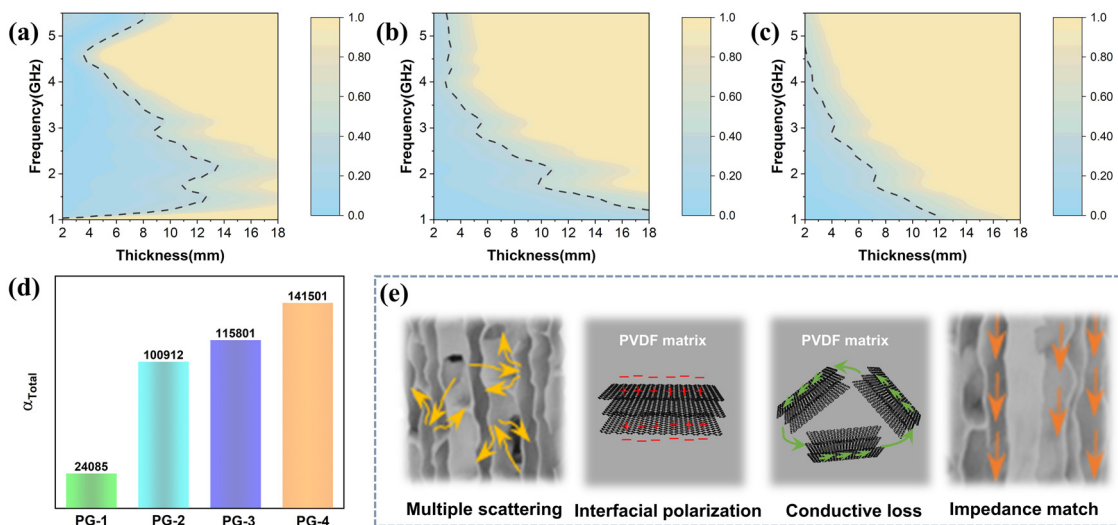 (a)
5
4
3
2
1
Frequency(GHz)
2 4 6 8 10 12 14 16 18
Thickness(mm)
1.0
0.80
0.60
0.40
0.20
0.0
(b)
5
4
3
2
1
Frequency(GHz)
2 4 6 8 10 12 14 16 18
Thickness(mm)
1.0
0.80
0.60
0.40
0.20
0.0
(c)
5
4
3
2
1
Frequency(GHz)
2 4 6 8 10 12 14 16 18
Thickness(mm)
1.0
0.80
0.60
0.40
0.20
0.0
(d)
αTotal
24085
100912
115801
141501
PG-1 PG-2 PG-3 PG-4
(e)
PVDF matrix
PVDF matrix
Multiple scattering
Interfacial polarization
Conductive loss
Impedance match